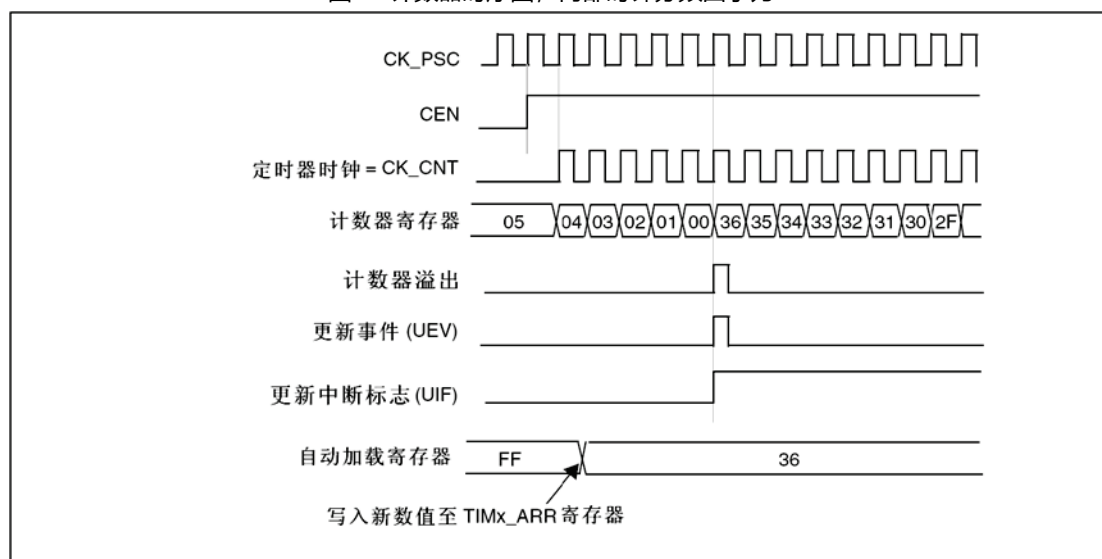 CK_PSC
CEN
定时器时钟 = CK_CNT
计数器寄存器 05 04 03 02 01 00 36 35 34 33 32 31 30 2F
计数器溢出
更新事件 (UEV)
更新中断标志 (UIF)
自动加载寄存器 FF 36
写入新数值至 TIMx_ARR 寄存器